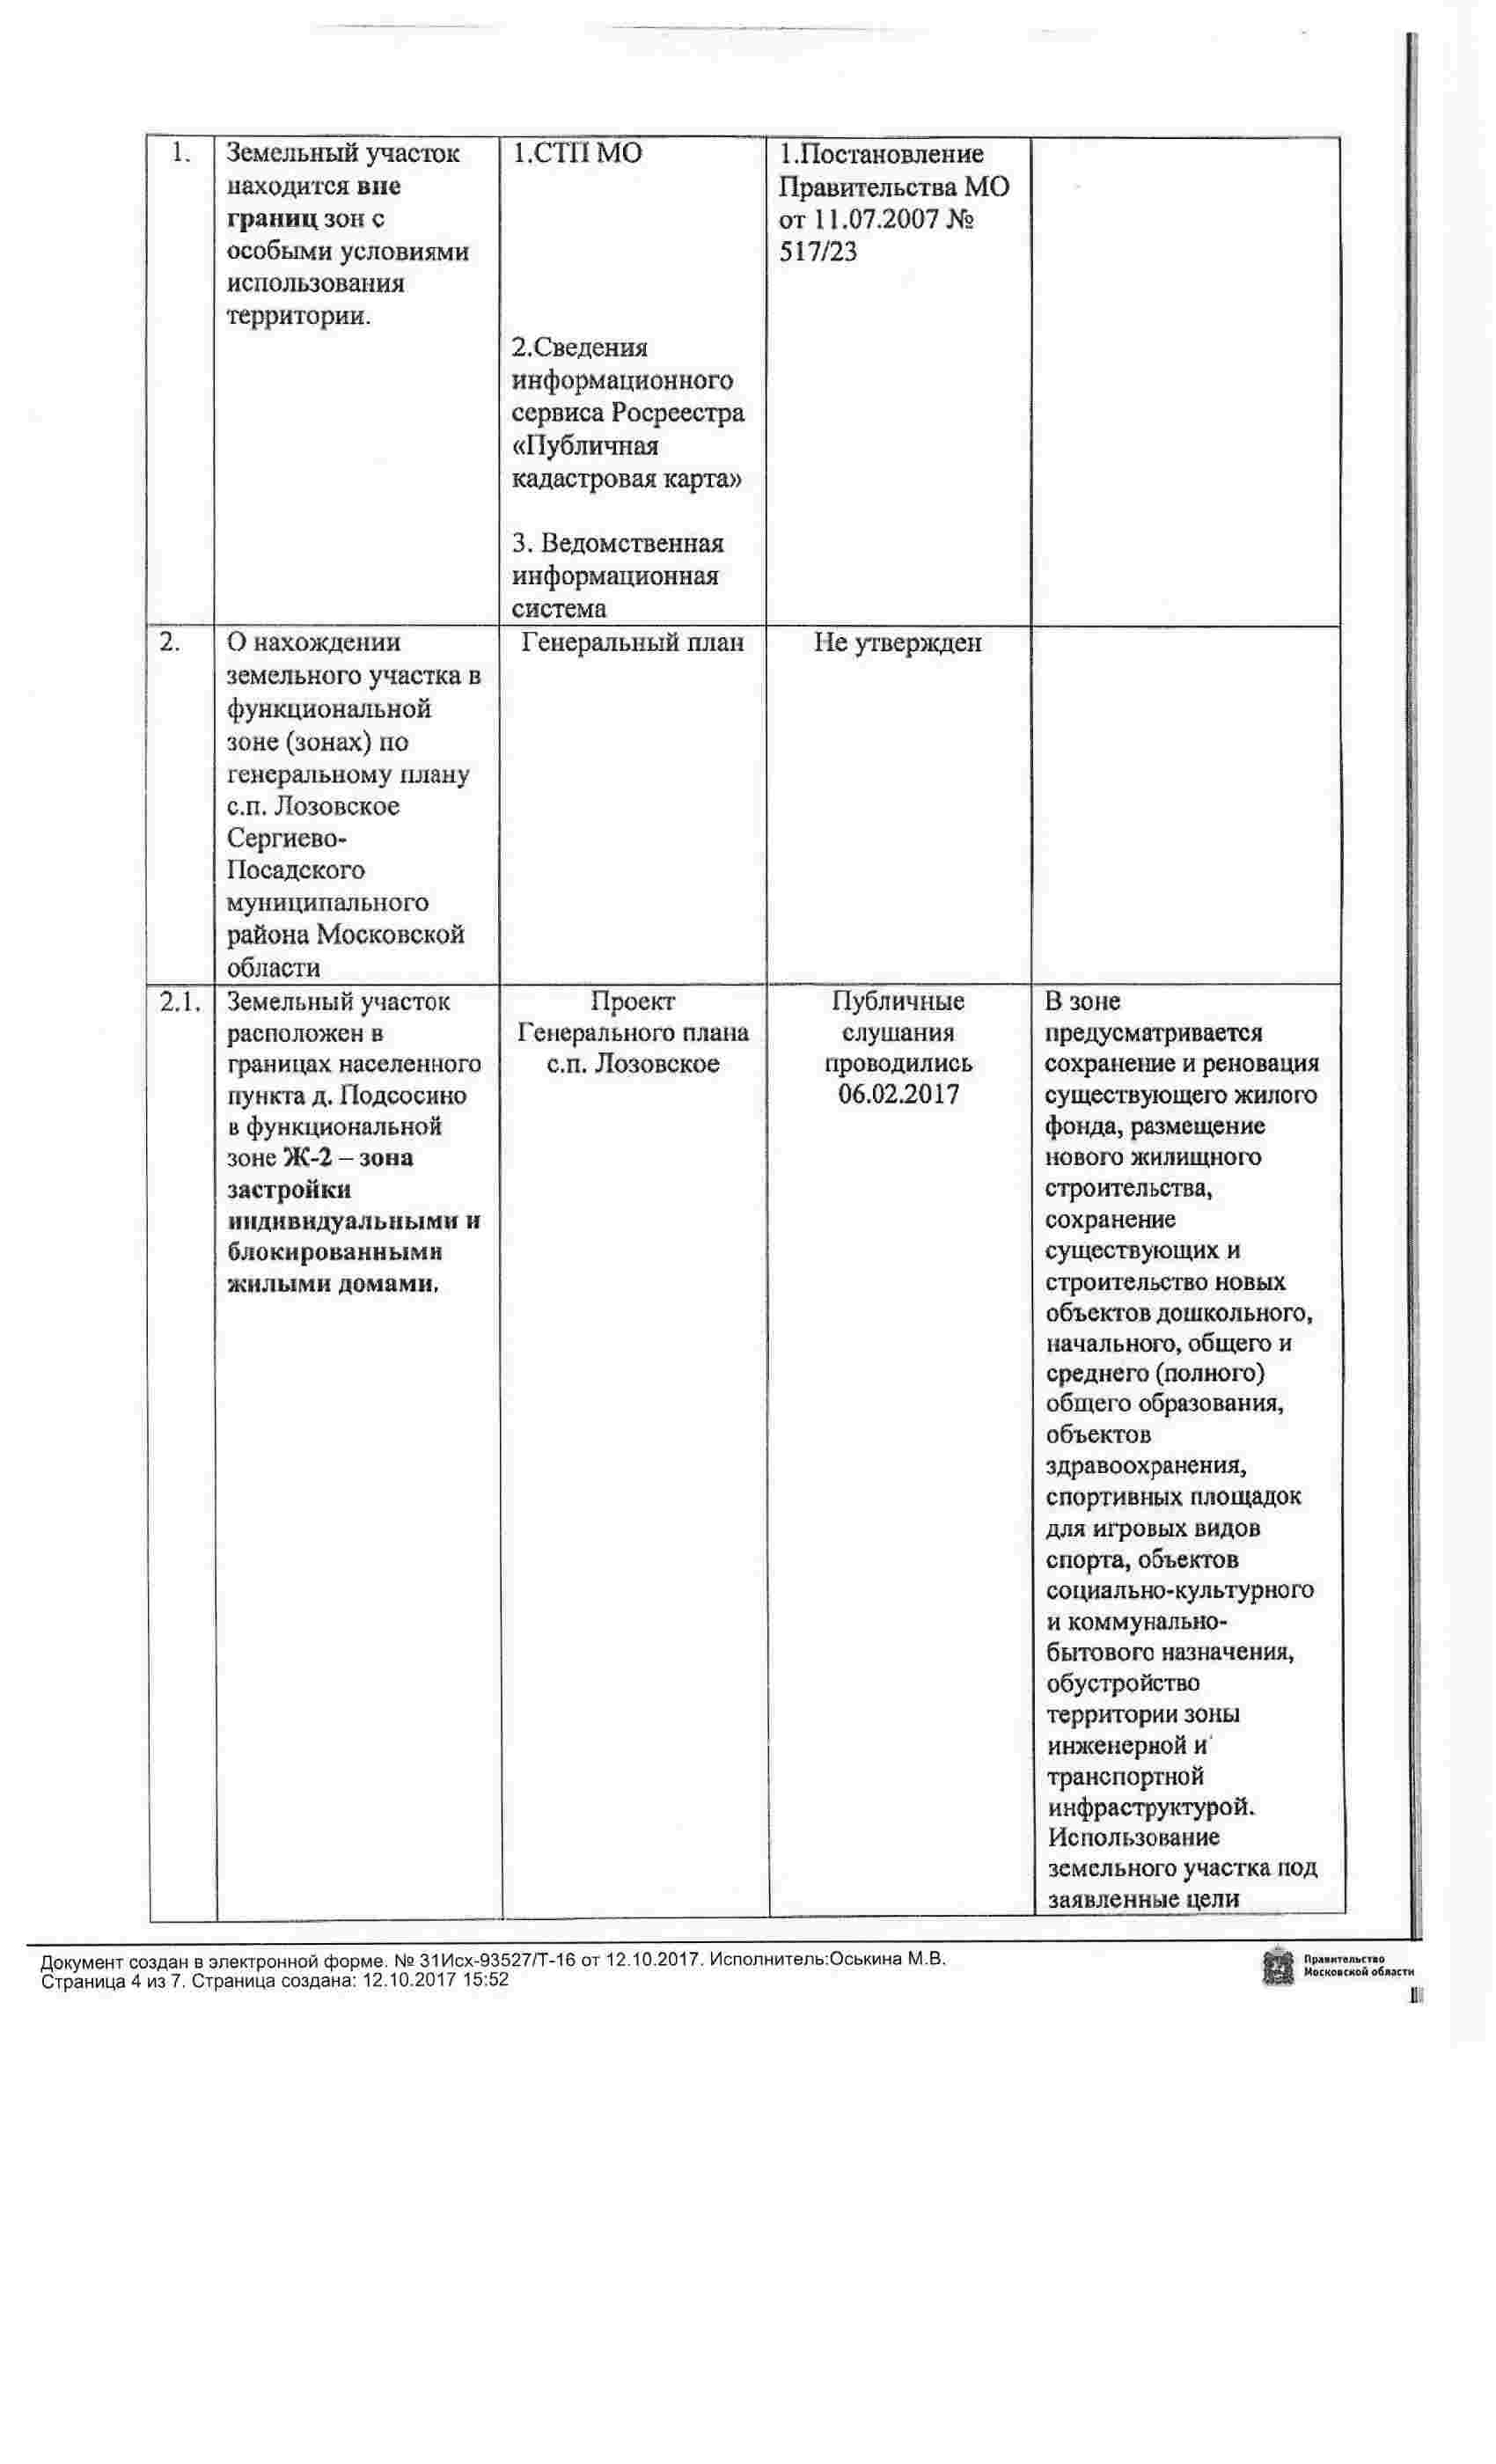 1.
Земельный участок
находится вне
границ зон с
особыми условиями
использования
территории.
1.СТП МО
2.Сведения
информационного
сервиса Росреестра
«Публичная
кадастровая карта»
3. Ведомственная
информационная
система
1.Постановление
Правительства МО
от 11.07.2007 №
517/23
2.
О нахождении
земельного участка в
функциональной
зоне (зонах) по
генеральному плану
с.п. Лозовское
Сергиево-
Посадского
муниципального
района Московской
области
Генеральный план
Не утвержден
2.1.
Земельный участок
расположен в
границах населенного
пункта д. Подсосино
в функциональной
зоне Ж-2 – зона
застройки
индивидуальными и
блокированными
жилыми домами.
Проект
Генерального плана
с.п. Лозовское
Публичные
слушания
проводились
06.02.2017
В зоне
предусматривается
сохранение и реновация
существующего жилого
фонда, размещение
нового жилищного
строительства,
сохранение
существующих и
строительство новых
объектов дошкольного,
начального, общего и
среднего (полного)
общего образования,
объектов
здравоохранения,
спортивных площадок
для игровых видов
спорта, объектов
социально-культурного
и коммунально-
бытового назначения,
обустройство
территории зоны
инженерной и
транспортной
инфраструктурой.
Использование
земельного участка под
заявленные цели
Документ создан в электронной форме. № 31Исх-93527/Т-16 от 12.10.2017. Исполнитель:Оськина М.В.
Страница 4 из 7. Страница создана: 12.10.2017 15:52
Правительство
Московской области